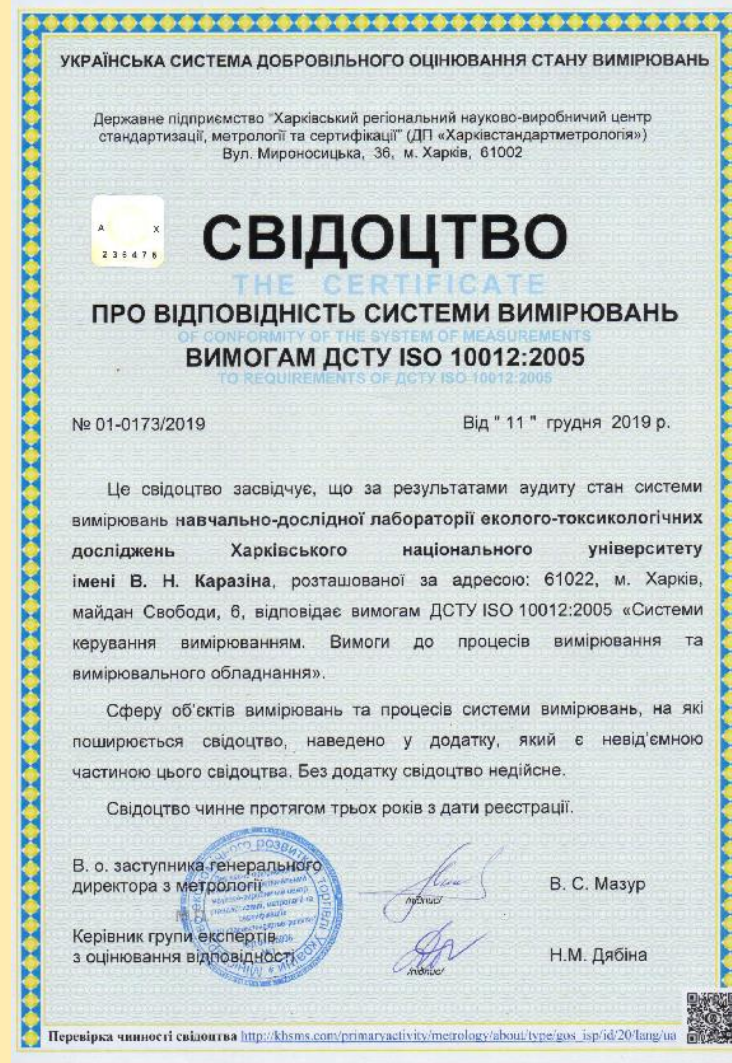 УКРАЇНСЬКА СИСТЕМА ДОБРОВІЛЬНОГО ОЦІНЮВАННЯ СТАНУ ВИМІРЮВАНЬ
Державне підприємство "Харківський регіональний науково-виробничий центр
стандартизації, метрології та сертифікації" (ДП «Харківстандартметрологія»)
Вул. Мироносицька, 36, м. Харків, 61002
А Х
236476
СВІДОЦТВО
THE CERTIFICATE
ПРО ВІДПОВІДНІСТЬ СИСТЕМИ ВИМІРЮВАНЬ
OF CONFORMITY OF THE SYSTEM OF MEASUREMENTS
ВИМОГАМ ДСТУ ISO 10012:2005
TO REQUIREMENTS OF ДСТУ ISO 10012:2005
№ 01-0173/2019 Від " 11 " грудня 2019 р.
Це свідоцтво засвідчує, що за результатами аудиту стан системи
вимірювань навчально-дослідної лабораторії еколого-токсикологічних
досліджень Харківського національного університету
імені В. Н. Каразіна, розташованої за адресою: 61022, м. Харків,
майдан Свободи, 6, відповідає вимогам ДСТУ ISO 10012:2005 «Системи
керування вимірюванням. Вимоги до процесів вимірювання та
вимірювального обладнання».
Сферу об'єктів вимірювань та процесів системи вимірювань, на які
поширюється свідоцтво, наведено у додатку, який є невід'ємною
частиною цього свідоцтва. Без додатку свідоцтво недійсне.
Свідоцтво чинне протягом трьох років з дати реєстрації.
В. о. заступника генерального
директора з метрології
підпис
В. С. Мазур
М.П.
Керівник групи експертів
з оцінювання відповідності
підпис
Н.М. Дябіна
Перевірка чинності свідоцтва http://khsms.com/primaryactivity/metrology/about/type/gos_isp/id/20/lang/ua